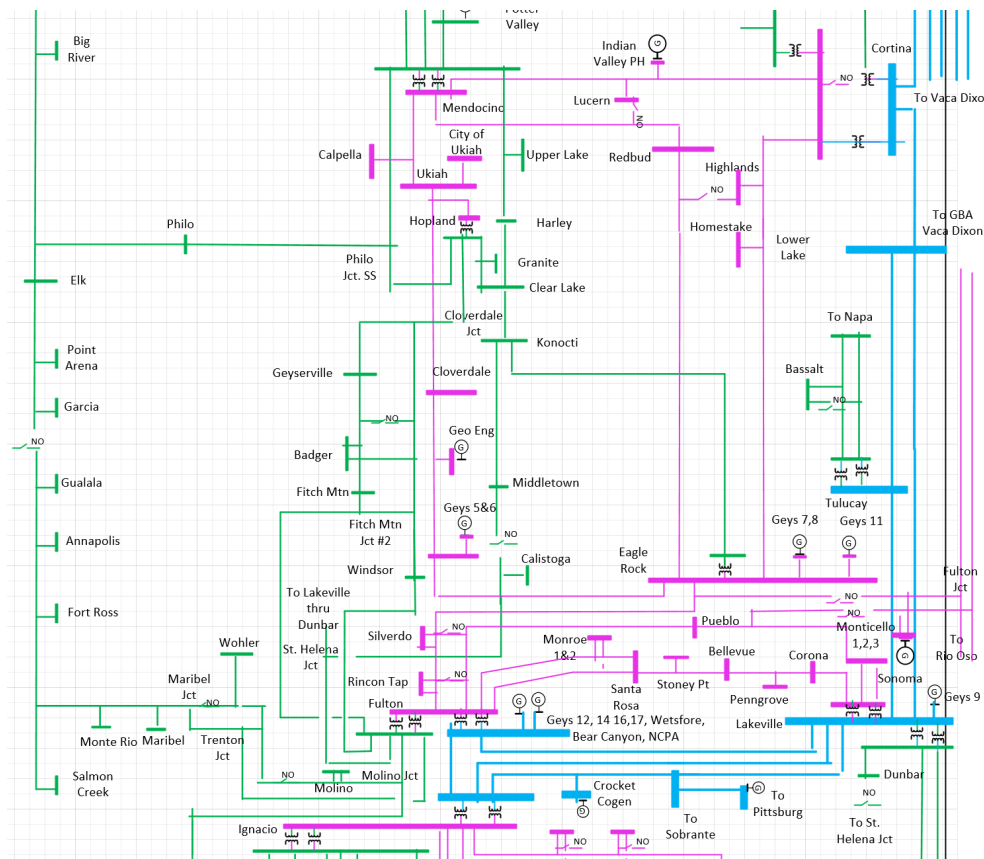 Potter
Valley
Big
River
Indian
Valley PH
G
Cortina
NO
Lucern
NO
To Vaca Dixo
Mendocino
City of
Ukiah
Calpella
Upper Lake
Redbud
Highlands
NO
Ukiah
Hopland
Harley
Homestake
Lower
Lake
To GBA
Vaca Dixon
Philo
Philo
Jct. SS
Granite
Clear Lake
Elk
Cloverdale
Jct
Konocti
To Napa
Point
Arena
Geyserville
Cloverdale
Bassalt
NO
Garcia
NO
Geo Eng
G
NO
Badger
Gualala
Fitch Mtn
Middletown
Tulucay
Geys 5&6
G
Geys 7,8
G
Geys 11
G
Fitch Mtn
Jct #2
Annapolis
NO
Windsor
Calistoga
Eagle
Rock
Fulton
Jct
To Lakeville
thru
Dunbar
NO
NO
Fort Ross
Silverdo
NO
Pueblo
Monticello
1,2,3
Wohler
St. Helena
Jct
Monroe
1&2
Bellevue
Corona
G
To
Rio Oso
Maribel
Jct
Rincon Tap
NO
Santa
Rosa
Stoney Pt
Penngrove
Sonoma
G
Geys 9
NO
Fulton
G
G
Geys 12, 14 16,17, Wetsfore,
Bear Canyon, NCPA
Lakeville
Monte Rio
Maribel
Trenton
Jct
NO
Molino
Molino Jct
Salmon
Creek
Crocket
Cogen
G
G
To
Pittsburg
Dunbar
NO
To
Sobrante
To St.
Helena Jct
Ignacio
NO
NO